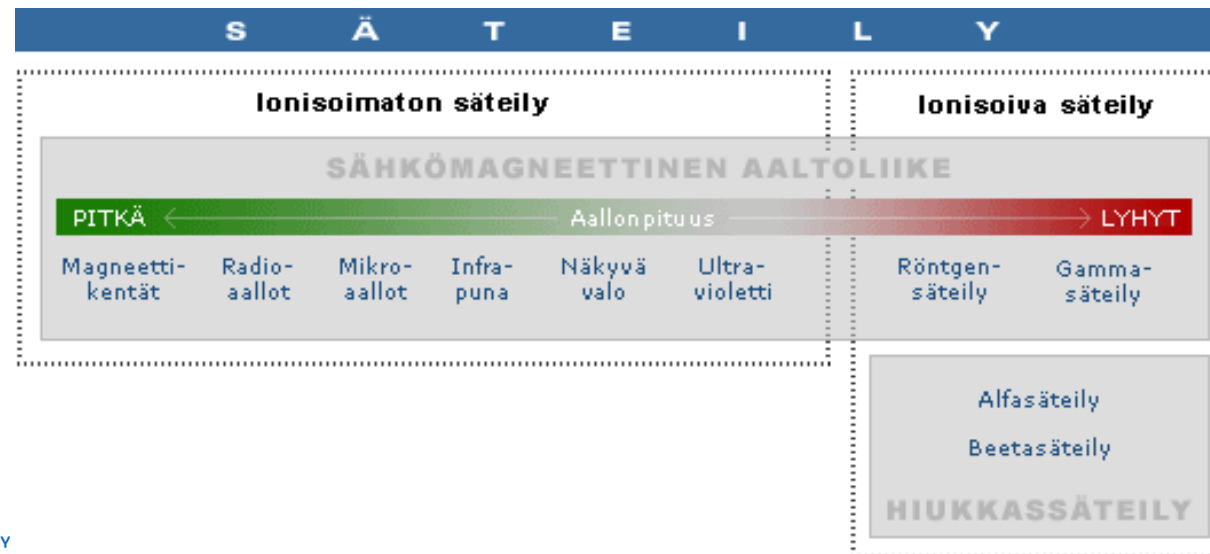 SÄTEILY
Ionisoimaton säteily
Ionisoiva säteily
SÄHKÖMAGNEETTINEN AALTOLIIKE
PITKÄ
Aallonpituus
LYHYT
Magneetti-
kentät
Radio-
aallot
Mikro-
aallot
Infra-
puna
Näkyvä
valo
Ultra-
violetti
Röntgen-
säteily
Gamma-
säteily
Alfasäteily
Beetasäteily
HIUKKASSÄTEILY
Y